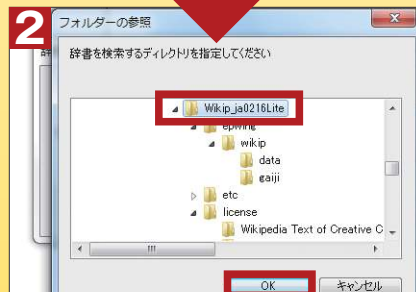 2
フォルダーの参照
辞書を検索するディレクトリを指定してください
Wikip_ja0216Lite
epwing
wikip
data
gaiji
etc
license
Wikipedia Text of Creative C
OK
キャンセル